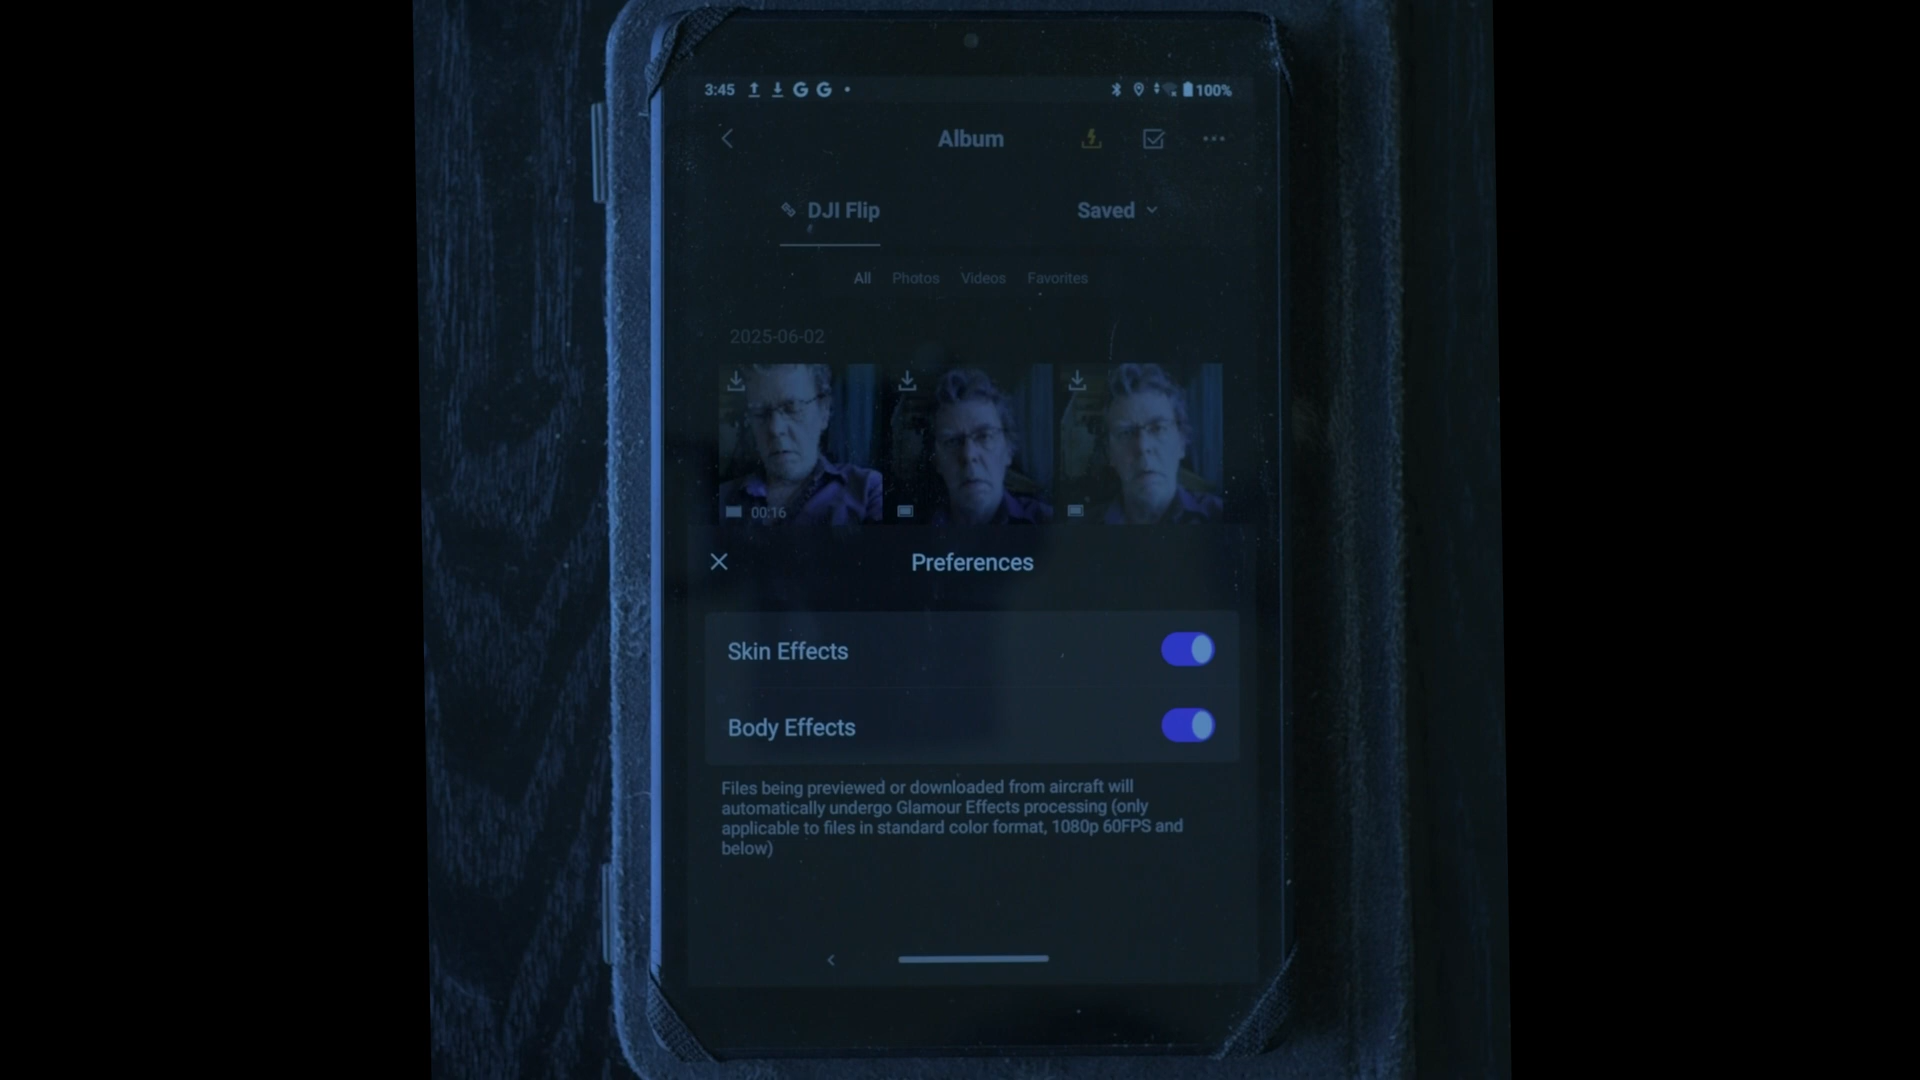 3:45 G G 100%
Album
DJI Flip Saved
All Photos Videos Favorites
2025-06-02
00:16
Preferences
Skin Effects
Body Effects
Files being previewed or downloaded from aircraft will
automatically undergo Glamour Effects processing (only
applicable to files in standard color format, 1080p 60FPS and
below)